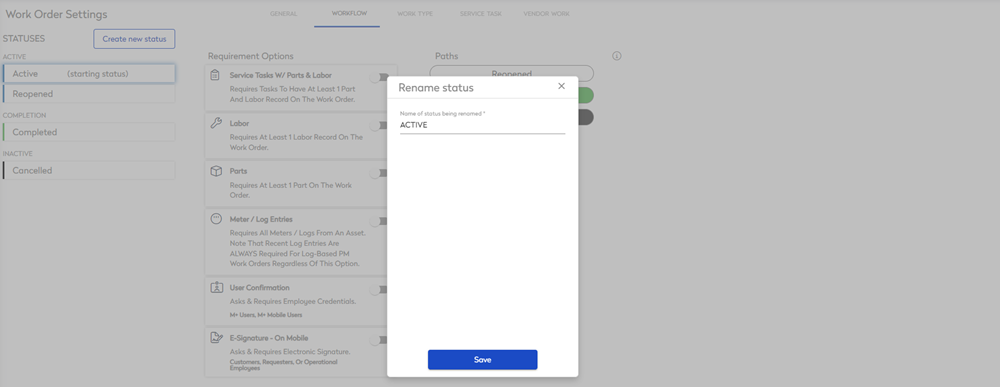 Work Order Settings
GENERAL
WORKFLOW
WORK TYPE
SERVICE TASK
VENDOR WORK
STATUSES
Create new status
ACTIVE
Active (starting status)
Reopened
COMPLETION
Completed
INACTIVE
Cancelled
Requirement Options
Service Tasks W/ Parts & Labor
Requires Tasks To Have At Least 1 Part
And Labor Record On The Work Order.
Labor
Requires At Least 1 Labor Record On The
Work Order.
Parts
Requires At Least 1 Part On The Work
Order.
Meter / Log Entries
Requires All Meters / Logs From An Asset.
Note That Recent Log Entries Are
ALWAYS Required For Log-Based PM
Work Orders Regardless Of This Option.
User Confirmation
Asks & Requires Employee Credentials.
M+ Users, M+ Mobile Users
E-Signature - On Mobile
Asks & Requires Electronic Signature.
Customers, Requesters, Or Operational
Employees
Paths
Reopened
Rename status
Name of status being renamed *
ACTIVE
Save